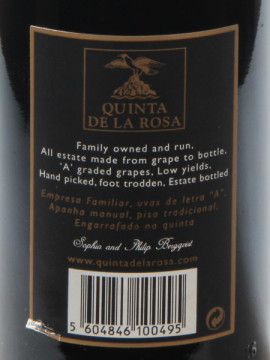 QUINTA
DE LA ROSA
Family owned and run,
All estate made from grape to bottle,
'A' graded grapes, Low yields,
Hand picked, foot trodden, Estate bottled
Empresa Familiar, uvas de letra "A",
Apanha manual, pisa tradicional,
Engarrafado na quinta
Sophia and Philip Bergqvist
www.quintadelarosa.com
5 604846 100495